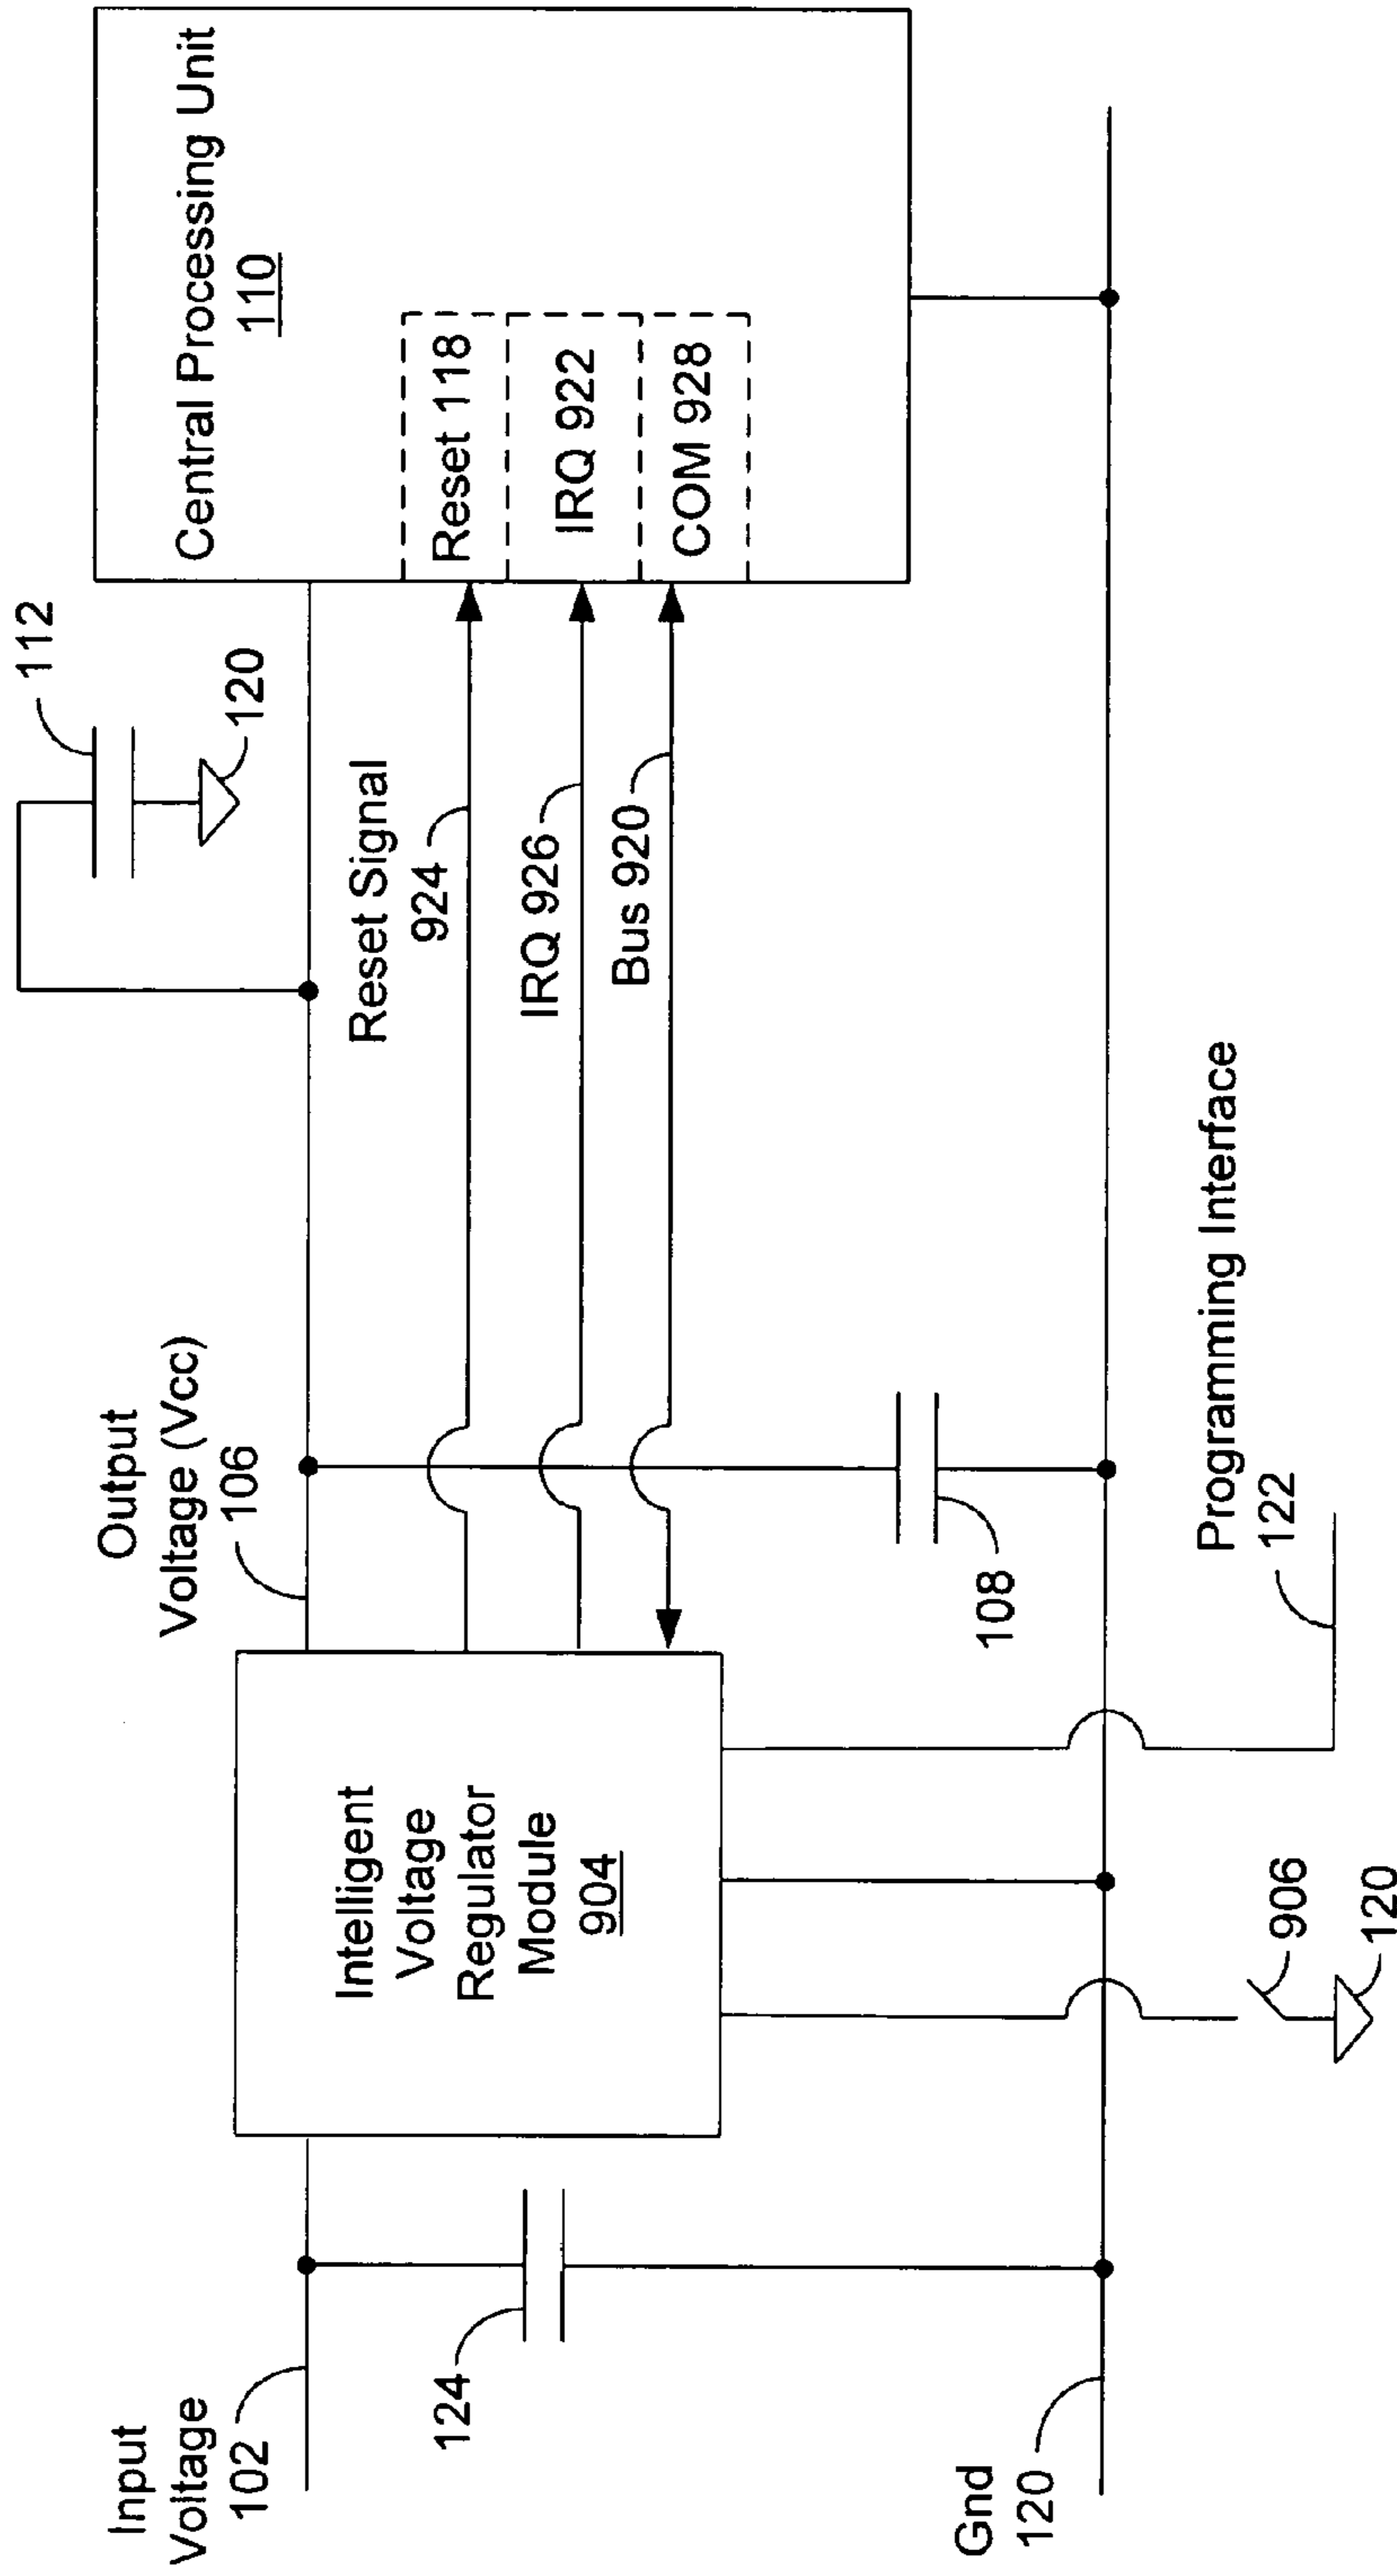 Input
Voltage
102
124
Gnd
120
Intelligent
Voltage
Regulator
Module
904
906
120
Output
Voltage (Vcc)
106
108
Programming Interface
122
Reset Signal
924
IRQ 926
Bus 920
112
120
Central Processing Unit
110
Reset 118
IRQ 922
COM 928